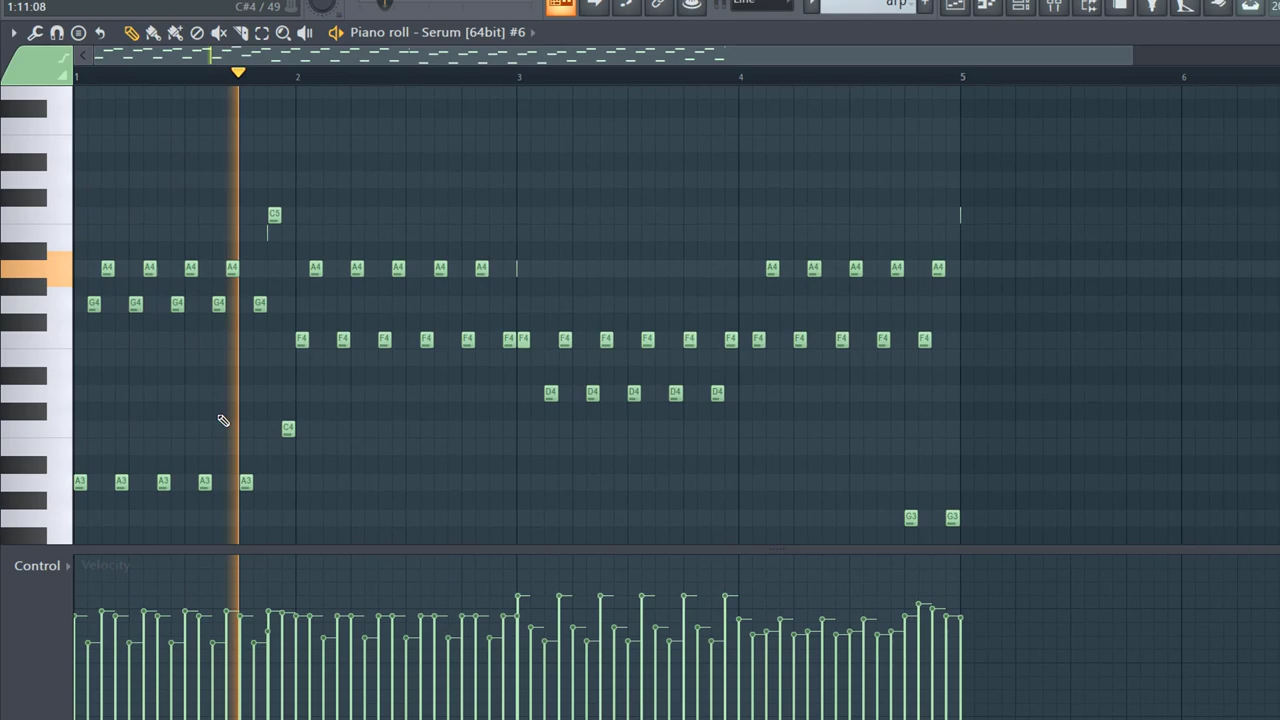 1:11:08 C#4 / 49 Line arp
Piano roll - Serum [64bit] #6
1 2 3 4 5 6
C5
A4 A4 A4 A4 A4 A4 A4 A4 A4 A4 A4 A4 A4 A4
G4 G4 G4 G4 G4
F4 F4 F4 F4 F4 F4 F4 F4 F4 F4 F4 F4 F4 F4 F4 F4 F4
D4 D4 D4 D4 D4
C4
A3 A3 A3 A3 A3
G3 G3
Control Velocity